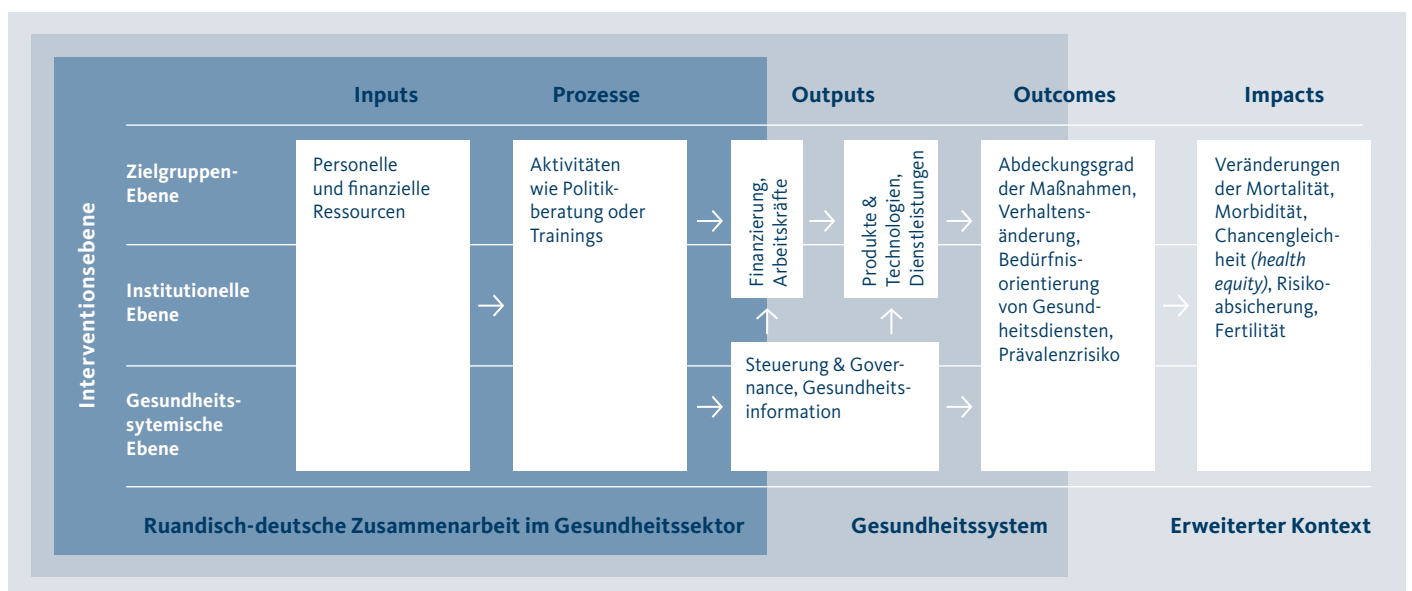 Inputs
Prozesse
Outputs
Outcomes
Impacts
Interventionsebene
Zielgruppen-
Ebene
Institutionelle
Ebene
Gesundheits-
sytemische
Ebene
Personelle
und finanzielle
Ressourcen
Aktivitäten
wie Politik-
beratung oder
Trainings
Finanzierung,
Arbeitskräfte
Produkte &
Technologien,
Dienstleistungen
Steuerung & Gover-
nance, Gesundheits-
information
Abdeckungsgrad
der Maßnahmen,
Verhaltens-
änderung,
Bedürfnis-
orientierung
von Gesund-
heitsdiensten,
Prävalenzrisiko
Veränderungen
der Mortalität,
Morbidität,
Chancengleich-
heit (health
equity), Risiko-
absicherung,
Fertilität
Ruandisch-deutsche Zusammenarbeit im Gesundheitssektor
Gesundheitssystem
Erweiterter Kontext